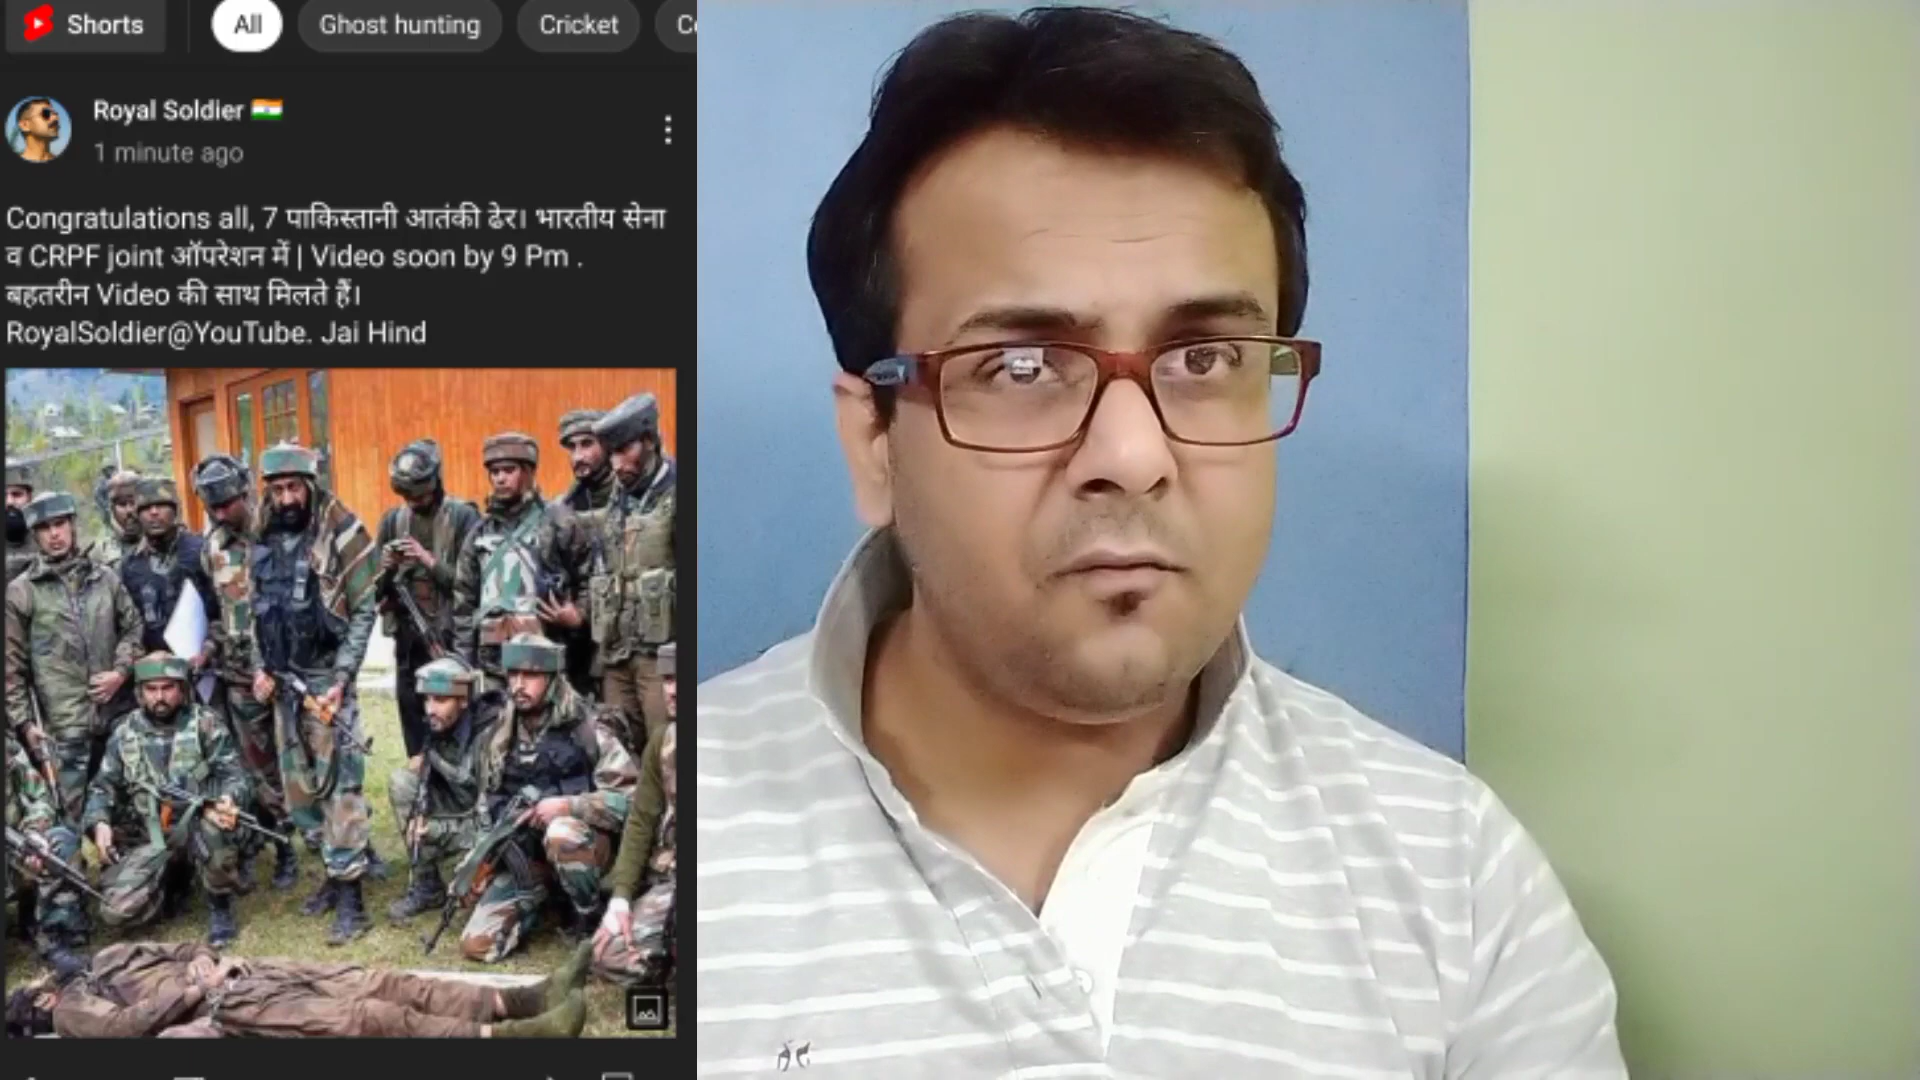 Shorts
All
Ghost hunting
Cricket
Royal Soldier
1 minute ago
Congratulations all, 7 पाकिस्तानी आतंकी ढेर। भारतीय सेना
व CRPF joint ऑपरेशन में | Video soon by 9 Pm .
बहतरीन Video की साथ मिलते हैं।
RoyalSoldier@YouTube. Jai Hind